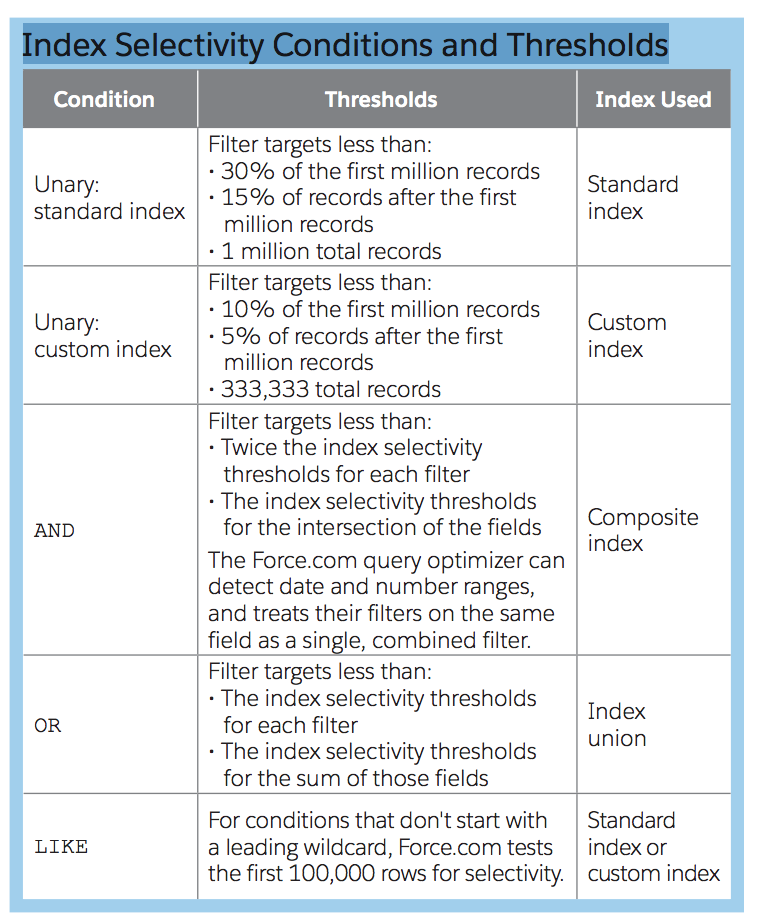 Index Selectivity Conditions and Thresholds
Condition
Thresholds
Index Used
Unary:
standard index
Filter targets less than:
· 30% of the first million records
· 15% of records after the first
million records
· 1 million total records
Standard
index
Unary:
custom index
Filter targets less than:
· 10% of the first million records
· 5% of records after the first
million records
· 333,333 total records
Custom
index
AND
Filter targets less than:
· Twice the index selectivity
thresholds for each filter
· The index selectivity thresholds
for the intersection of the fields
The Force.com query optimizer can
detect date and number ranges,
and treats their filters on the same
field as a single, combined filter.
Composite
index
OR
Filter targets less than:
· The index selectivity thresholds
for each filter
· The index selectivity thresholds
for the sum of those fields
Index
union
LIKE
For conditions that don't start with
a leading wildcard, Force.com tests
the first 100,000 rows for selectivity.
Standard
index or
custom index